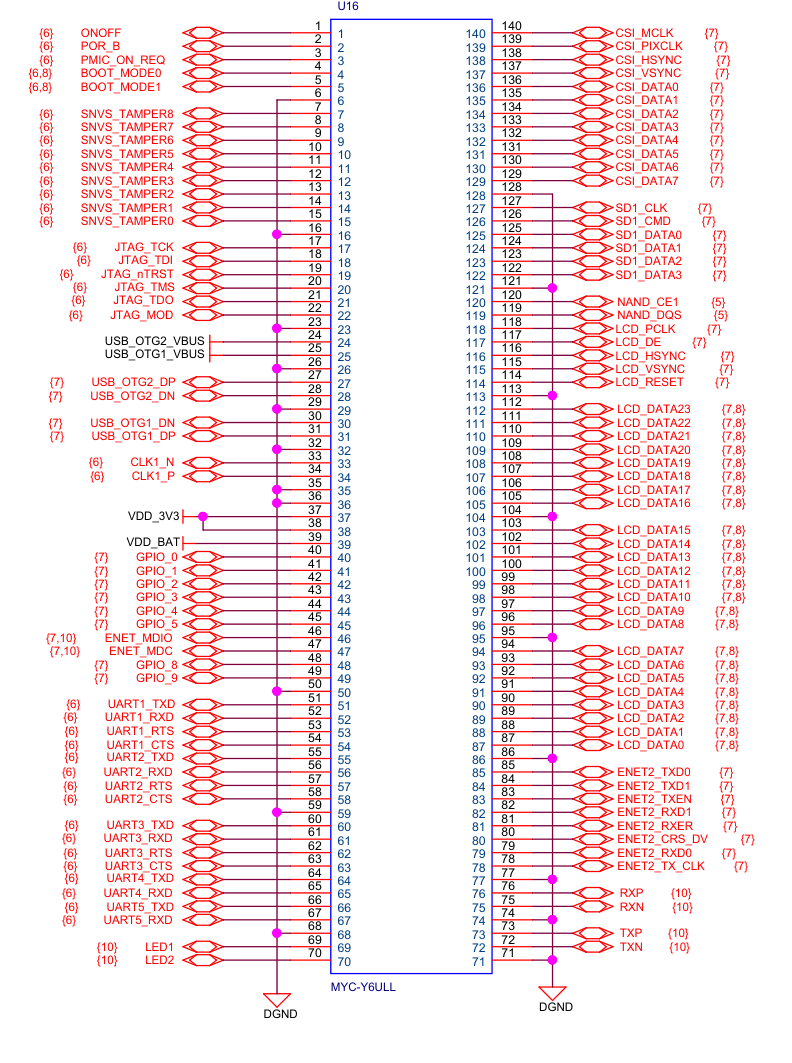 U16
{6} ONOFF 1 1 140 140 CSI_MCLK {7}
{6} POR_B 2 2 139 139 CSI_PIXCLK {7}
{6} PMIC_ON_REQ 3 3 138 138 CSI_HSYNC {7}
{6,8} BOOT_MODE0 4 4 137 137 CSI_VSYNC {7}
{6,8} BOOT_MODE1 5 5 136 136 CSI_DATA0 {7}
6 6 135 135 CSI_DATA1 {7}
{6} SNVS_TAMPER8 7 7 134 134 CSI_DATA2 {7}
{6} SNVS_TAMPER7 8 8 133 133 CSI_DATA3 {7}
{6} SNVS_TAMPER6 9 9 132 132 CSI_DATA4 {7}
{6} SNVS_TAMPER5 10 10 131 131 CSI_DATA5 {7}
{6} SNVS_TAMPER4 11 11 130 130 CSI_DATA6 {7}
{6} SNVS_TAMPER3 12 12 129 129 CSI_DATA7 {7}
{6} SNVS_TAMPER2 13 13 128 128
{6} SNVS_TAMPER1 14 14 127 127 SD1_CLK {7}
{6} SNVS_TAMPER0 15 15 126 126 SD1_CMD {7}
16 16 125 125 SD1_DATA0 {7}
{6} JTAG_TCK 17 17 124 124 SD1_DATA1 {7}
{6} JTAG_TDI 18 18 123 123 SD1_DATA2 {7}
{6} JTAG_nTRST 19 19 122 122 SD1_DATA3 {7}
{6} JTAG_TMS 20 20 121 121
{6} JTAG_TDO 21 21 120 120 NAND_CE1 {5}
{6} JTAG_MOD 22 22 119 119 NAND_DQS {5}
23 23 118 118 LCD_PCLK {7}
USB_OTG2_VBUS 24 24 117 117 LCD_DE {7}
USB_OTG1_VBUS 25 25 116 116 LCD_HSYNC {7}
26 26 115 115 LCD_VSYNC {7}
{7} USB_OTG2_DP 27 27 114 114 LCD_RESET {7}
{7} USB_OTG2_DN 28 28 113 113
29 29 112 112 LCD_DATA23 {7,8}
{7} USB_OTG1_DN 30 30 111 111 LCD_DATA22 {7,8}
{7} USB_OTG1_DP 31 31 110 110 LCD_DATA21 {7,8}
32 32 109 109 LCD_DATA20 {7,8}
{6} CLK1_N 33 33 108 108 LCD_DATA19 {7,8}
{6} CLK1_P 34 34 107 107 LCD_DATA18 {7,8}
35 35 106 106 LCD_DATA17 {7,8}
36 36 105 105 LCD_DATA16 {7,8}
VDD_3V3 37 37 104 104
38 38 103 103 LCD_DATA15 {7,8}
VDD_BAT 39 39 102 102 LCD_DATA14 {7,8}
{7} GPIO_0 40 40 101 101 LCD_DATA13 {7,8}
{7} GPIO_1 41 41 100 100 LCD_DATA12 {7,8}
{7} GPIO_2 42 42 99 99 LCD_DATA11 {7,8}
{7} GPIO_3 43 43 98 98 LCD_DATA10 {7,8}
{7} GPIO_4 44 44 97 97 LCD_DATA9 {7,8}
{7} GPIO_5 45 45 96 96 LCD_DATA8 {7,8}
{7,10} ENET_MDIO 46 46 95 95
{7,10} ENET_MDC 47 47 94 94 LCD_DATA7 {7,8}
{7} GPIO_8 48 48 93 93 LCD_DATA6 {7,8}
{7} GPIO_9 49 49 92 92 LCD_DATA5 {7,8}
50 50 91 91 LCD_DATA4 {7,8}
{6} UART1_TXD 51 51 90 90 LCD_DATA3 {7,8}
{6} UART1_RXD 52 52 89 89 LCD_DATA2 {7,8}
{6} UART1_RTS 53 53 88 88 LCD_DATA1 {7,8}
{6} UART1_CTS 54 54 87 87 LCD_DATA0 {7,8}
{6} UART2_TXD 55 55 86 86
{6} UART2_RXD 56 56 85 85 ENET2_TXD0 {7}
{6} UART2_RTS 57 57 84 84 ENET2_TXD1 {7}
{6} UART2_CTS 58 58 83 83 ENET2_TXEN {7}
59 59 82 82 ENET2_RXD1 {7}
{6} UART3_TXD 60 60 81 81 ENET2_RXER {7}
{6} UART3_RXD 61 61 80 80 ENET2_CRS_DV {7}
{6} UART3_RTS 62 62 79 79 ENET2_RXD0 {7}
{6} UART3_CTS 63 63 78 78 ENET2_TX_CLK {7}
{6} UART4_TXD 64 64 77 77
{6} UART4_RXD 65 65 76 76 RXP {10}
{6} UART5_TXD 66 66 75 75 RXN {10}
{6} UART5_RXD 67 67 74 74
68 68 73 73 TXP {10}
{10} LED1 69 69 72 72 TXN {10}
{10} LED2 70 70 71 71
MYC-Y6ULL
DGND DGND